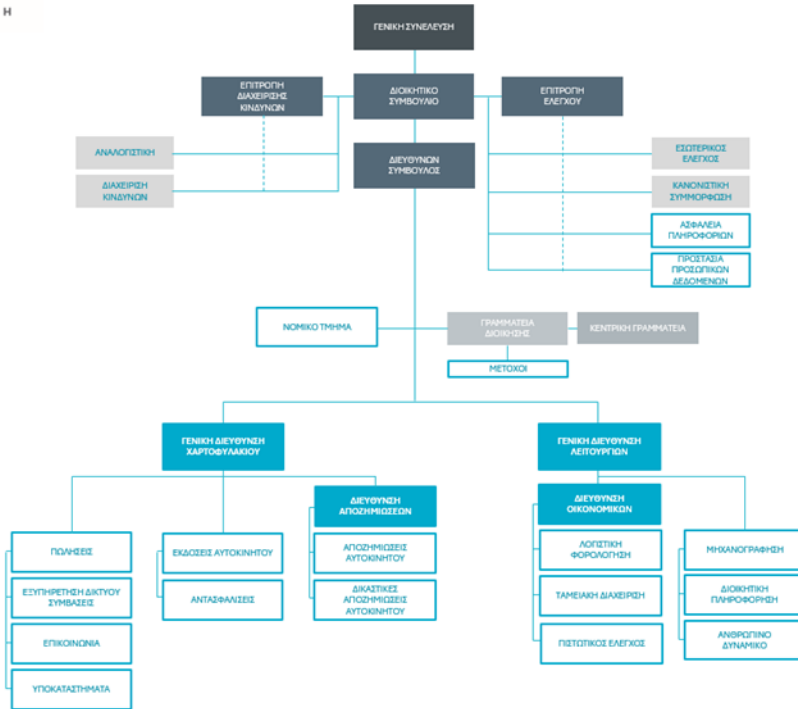 Η
ΓΕΝΙΚΗ ΣΥΝΕΛΕΥΣΗ
ΕΠΙΤΡΟΠΗ
ΔΙΑΧΕΙΡΙΣΗΣ
ΚΙΝΔΥΝΩΝ
ΔΙΟΙΚΗΤΙΚΟ
ΣΥΜΒΟΥΛΙΟ
ΕΠΙΤΡΟΠΗ
ΕΛΕΓΧΟΥ
ΑΝΑΛΟΓΙΣΤΙΚΗ
ΔΙΑΧΕΙΡΙΣΗ
ΚΙΝΔΥΝΩΝ
ΔΙΕΥΘΥΝΩΝ
ΣΥΜΒΟΥΛΟΣ
ΕΣΩΤΕΡΙΚΟΣ
ΕΛΕΓΧΟΣ
ΚΑΝΟΝΙΣΤΙΚΗ
ΣΥΜΜΟΡΦΩΣΗ
ΑΣΦΑΛΕΙΑ
ΠΛΗΡΟΦΟΡΙΩΝ
ΠΡΟΣΤΑΣΙΑ
ΠΡΟΣΩΠΙΚΩΝ
ΔΕΔΟΜΕΝΩΝ
ΝΟΜΙΚΟ ΤΜΗΜΑ
ΓΡΑΜΜΑΤΕΙΑ
ΔΙΟΙΚΗΣΗΣ
ΚΕΝΤΡΙΚΗ ΓΡΑΜΜΑΤΕΙΑ
ΜΕΤΟΧΟΙ
ΓΕΝΙΚΗ ΔΙΕΥΘΥΝΣΗ
ΧΑΡΤΟΦΥΛΑΚΙΟΥ
ΓΕΝΙΚΗ ΔΙΕΥΘΥΝΣΗ
ΛΕΙΤΟΥΡΓΙΩΝ
ΠΩΛΗΣΕΙΣ
ΕΞΥΠΗΡΕΤΗΣΗ ΔΙΚΤΥΟΥ
ΣΥΜΒΑΣΕΙΣ
ΕΠΙΚΟΙΝΩΝΙΑ
ΥΠΟΚΑΤΑΣΤΗΜΑΤΑ
ΕΚΔΟΣΕΙΣ ΑΥΤΟΚΙΝΗΤΟΥ
ΑΝΤΑΣΦΑΛΙΣΕΙΣ
ΔΙΕΥΘΥΝΣΗ
ΑΠΟΖΗΜΙΩΣΕΩΝ
ΑΠΟΖΗΜΙΩΣΕΙΣ
ΑΥΤΟΚΙΝΗΤΟΥ
ΔΙΚΑΣΤΙΚΕΣ
ΑΠΟΖΗΜΙΩΣΕΙΣ
ΑΥΤΟΚΙΝΗΤΟΥ
ΔΙΕΥΘΥΝΣΗ
ΟΙΚΟΝΟΜΙΚΩΝ
ΛΟΓΙΣΤΙΚΗ
ΦΟΡΟΛΟΓΗΣΗ
ΤΑΜΕΙΑΚΗ ΔΙΑΧΕΙΡΙΣΗ
ΠΙΣΤΩΤΙΚΟΣ ΕΛΕΓΧΟΣ
ΜΗΧΑΝΟΓΡΑΦΗΣΗ
ΔΙΟΙΚΗΤΙΚΗ
ΠΛΗΡΟΦΟΡΗΣΗ
ΑΝΘΡΩΠΙΝΟ
ΔΥΝΑΜΙΚΟ